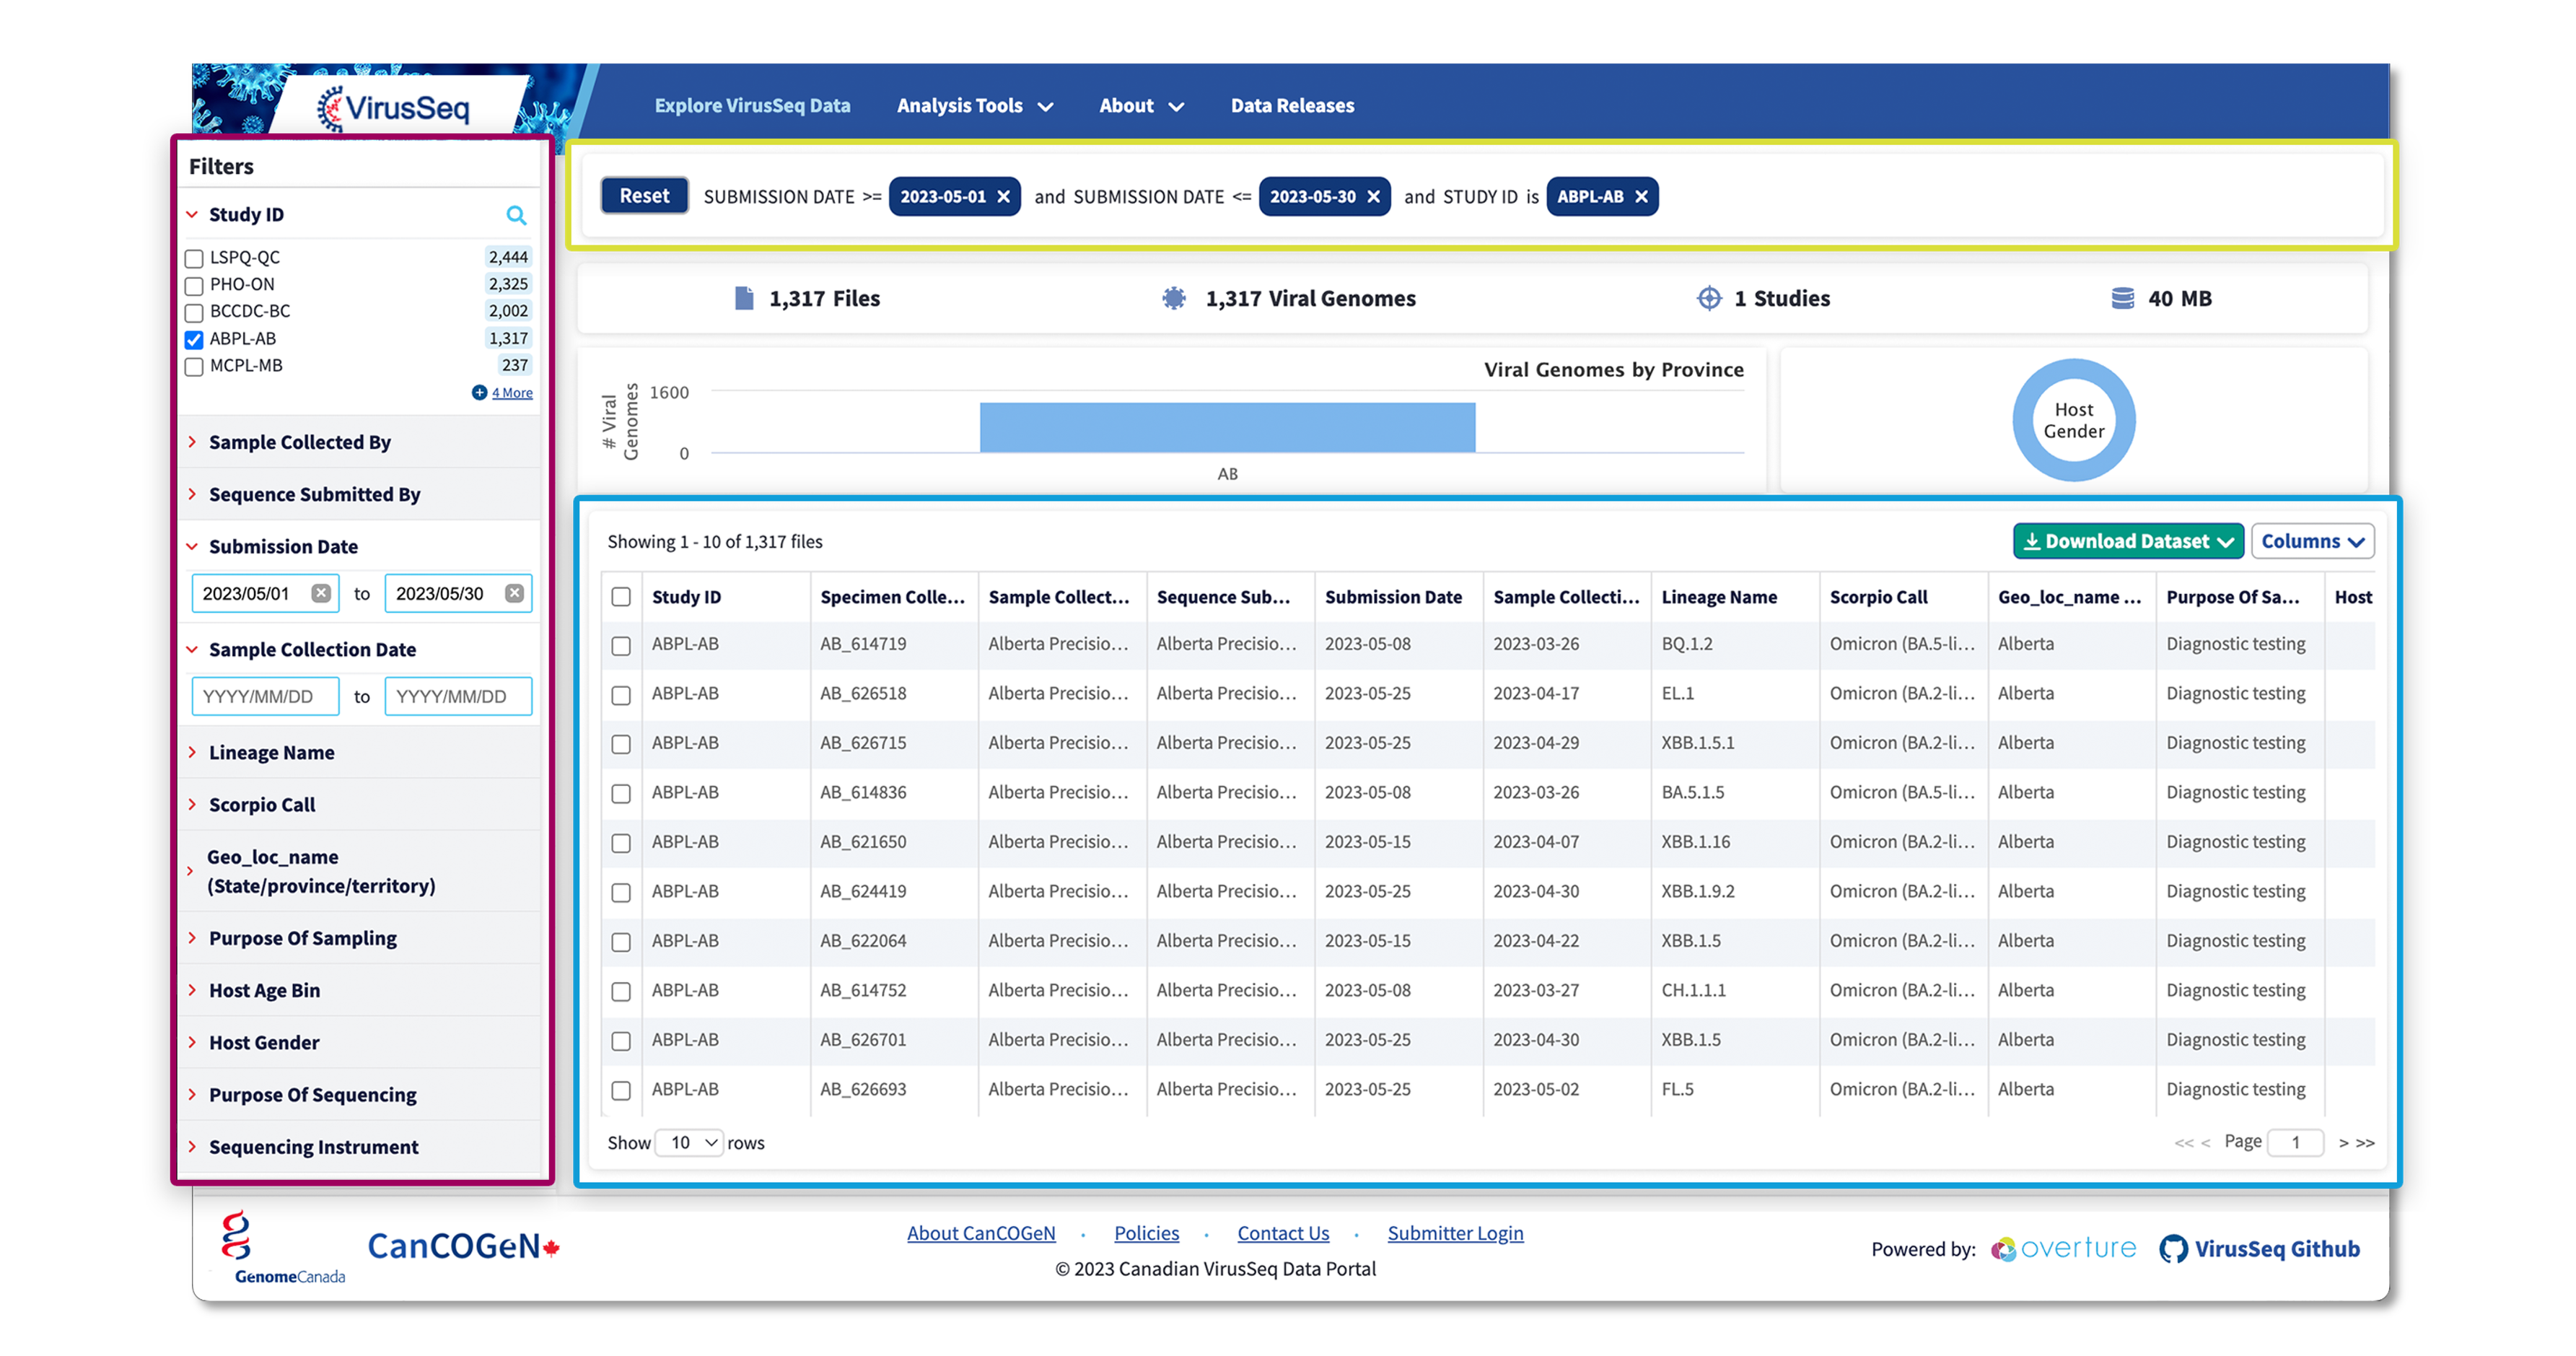 VirusSeq
Explore VirusSeq Data
Analysis Tools
About
Data Releases
Filters
Study ID
LSPQ-QC 2,444
PHO-ON 2,325
BCCDC-BC 2,002
ABPL-AB 1,317
MCPL-MB 237
4 More
Sample Collected By
Sequence Submitted By
Submission Date
2023/05/01 to 2023/05/30
Sample Collection Date
YYYY/MM/DD to YYYY/MM/DD
Lineage Name
Scorpio Call
Geo_loc_name
(State/province/territory)
Purpose Of Sampling
Host Age Bin
Host Gender
Purpose Of Sequencing
Sequencing Instrument
Reset SUBMISSION DATE >= 2023-05-01 × and SUBMISSION DATE <= 2023-05-30 × and STUDY ID is ABPL-AB ×
1,317 Files
1,317 Viral Genomes
1 Studies
40 MB
Viral Genomes by Province
# Viral
Genomes
1600
0
AB
Host
Gender
Showing 1 - 10 of 1,317 files
Download Dataset
Columns
Study ID Specimen Colle... Sample Collect... Sequence Sub... Submission Date Sample Collecti... Lineage Name Scorpio Call Geo_loc_name ... Purpose Of Sa... Host
ABPL-AB AB_614719 Alberta Precisio... Alberta Precisio... 2023-05-08 2023-03-26 BQ.1.2 Omicron (BA.5-li... Alberta Diagnostic testing
ABPL-AB AB_626518 Alberta Precisio... Alberta Precisio... 2023-05-25 2023-04-17 EL.1 Omicron (BA.2-li... Alberta Diagnostic testing
ABPL-AB AB_626715 Alberta Precisio... Alberta Precisio... 2023-05-25 2023-04-29 XBB.1.5.1 Omicron (BA.2-li... Alberta Diagnostic testing
ABPL-AB AB_614836 Alberta Precisio... Alberta Precisio... 2023-05-08 2023-03-26 BA.5.1.5 Omicron (BA.5-li... Alberta Diagnostic testing
ABPL-AB AB_621650 Alberta Precisio... Alberta Precisio... 2023-05-15 2023-04-07 XBB.1.16 Omicron (BA.2-li... Alberta Diagnostic testing
ABPL-AB AB_624419 Alberta Precisio... Alberta Precisio... 2023-05-25 2023-04-30 XBB.1.9.2 Omicron (BA.2-li... Alberta Diagnostic testing
ABPL-AB AB_622064 Alberta Precisio... Alberta Precisio... 2023-05-15 2023-04-22 XBB.1.5 Omicron (BA.2-li... Alberta Diagnostic testing
ABPL-AB AB_614752 Alberta Precisio... Alberta Precisio... 2023-05-08 2023-03-27 CH.1.1.1 Omicron (BA.2-li... Alberta Diagnostic testing
ABPL-AB AB_626701 Alberta Precisio... Alberta Precisio... 2023-05-25 2023-04-30 XBB.1.5 Omicron (BA.2-li... Alberta Diagnostic testing
ABPL-AB AB_626693 Alberta Precisio... Alberta Precisio... 2023-05-25 2023-05-02 FL.5 Omicron (BA.2-li... Alberta Diagnostic testing
Show 10 rows
<< < Page 1 > >>
GenomeCanada
CanCOGeN
About CanCOGeN · Policies · Contact Us · Submitter Login
© 2023 Canadian VirusSeq Data Portal
Powered by: overture VirusSeq Github